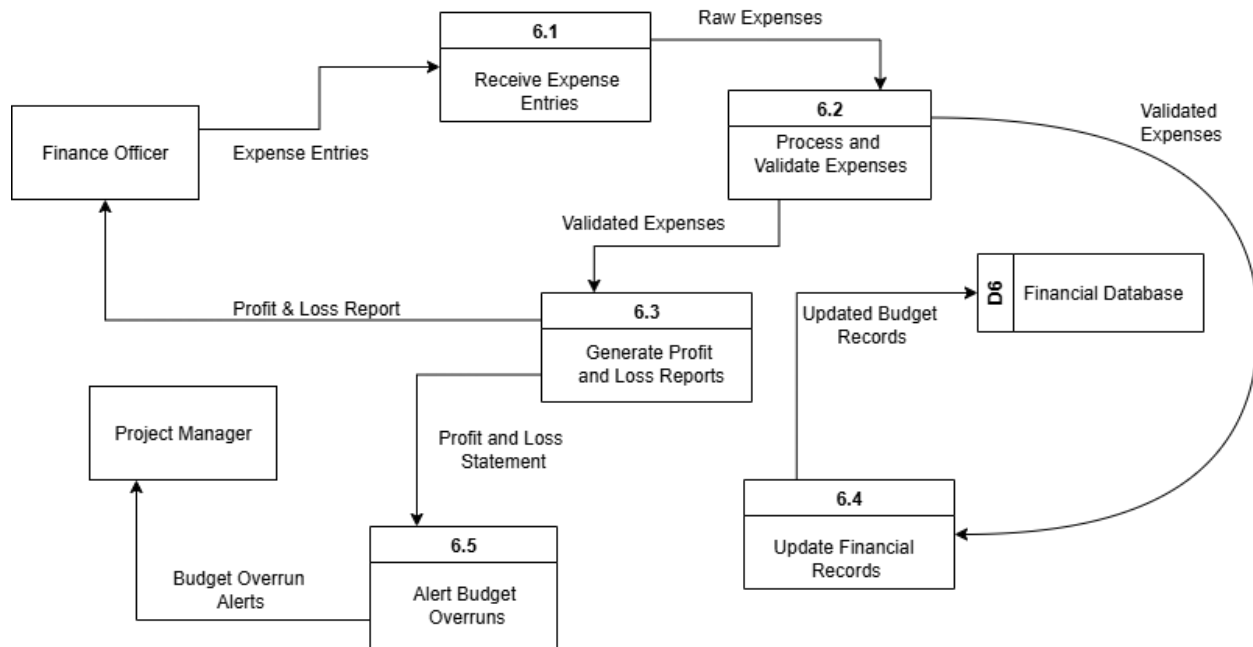 6.1
Receive Expense
Entries
Raw Expenses
6.2
Process and
Validate Expenses
Validated
Expenses
Finance Officer
Expense Entries
Validated Expenses
D6
Financial Database
Profit & Loss Report
6.3
Generate Profit
and Loss Reports
Updated Budget
Records
Project Manager
Profit and Loss
Statement
6.4
Update Financial
Records
6.5
Alert Budget
Overruns
Budget Overrun
Alerts